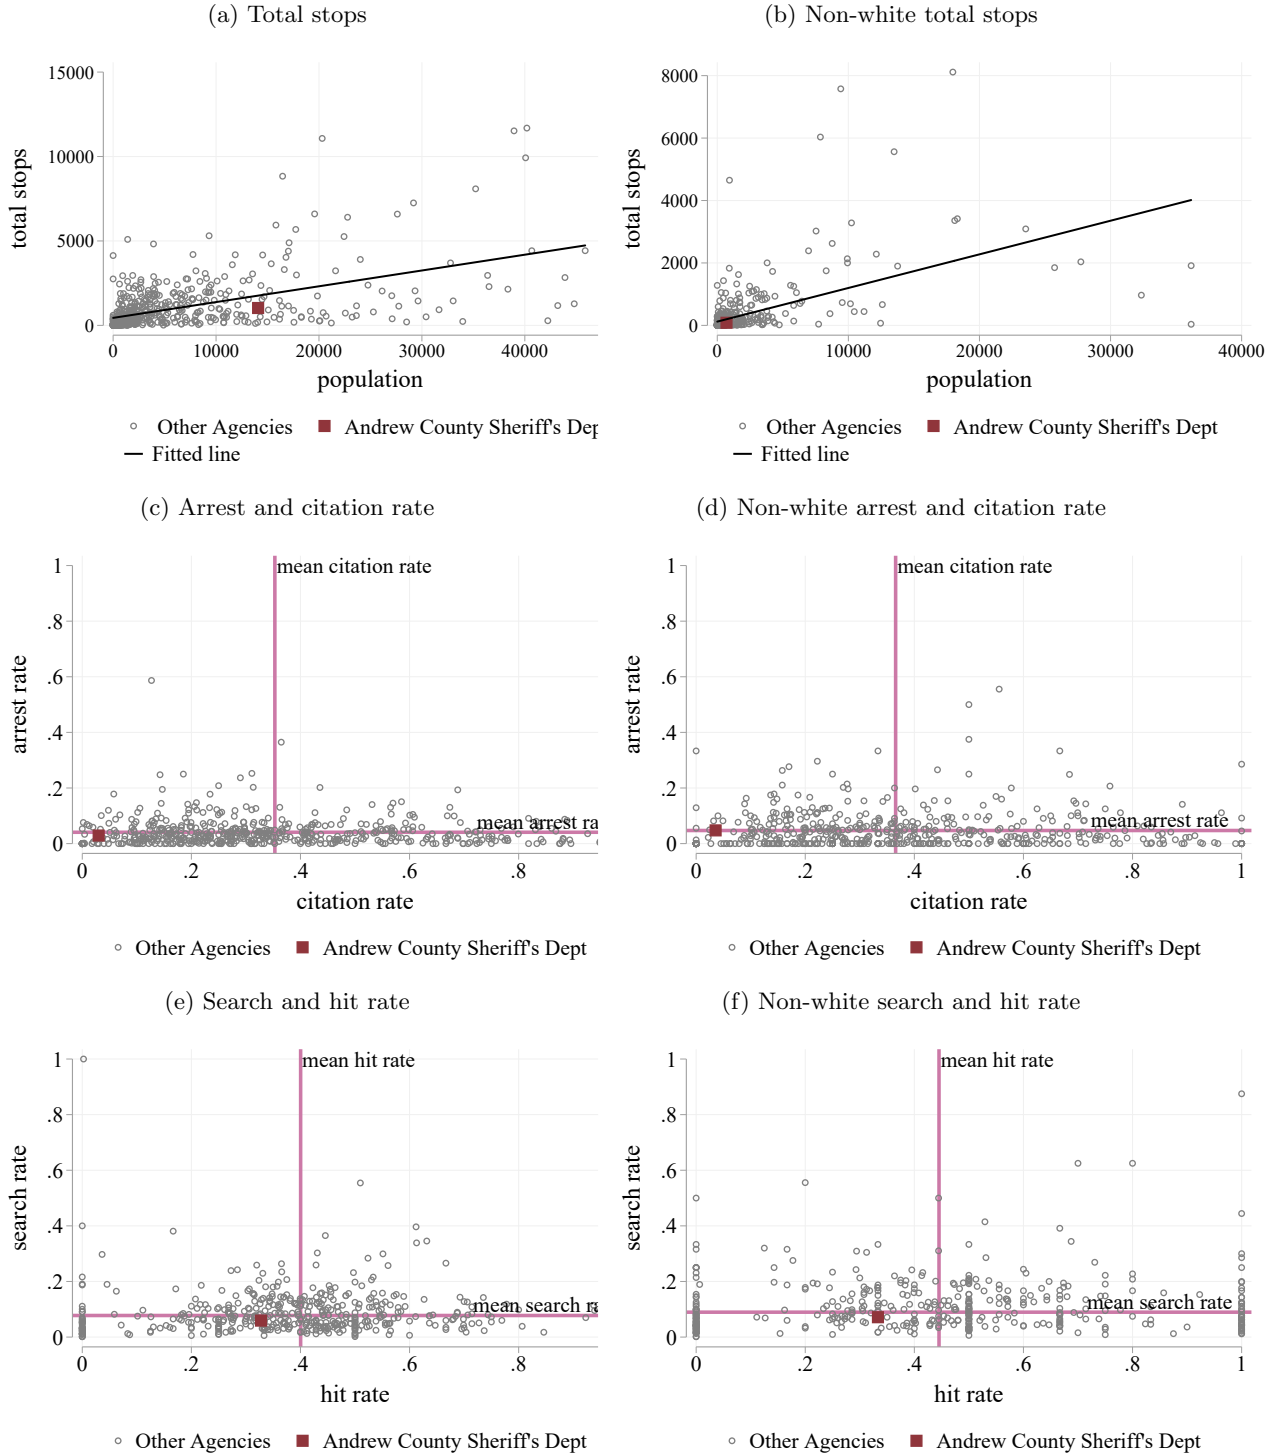 (a) Total stops
total stops
15000
10000
5000
0
0 10000 20000 30000 40000
population
Other Agencies Andrew County Sheriff's Dep
Fitted line
(b) Non-white total stops
total stops
8000
6000
4000
2000
0
0 10000 20000 30000 40000
population
Other Agencies Andrew County Sheriff's Dept
Fitted line
(c) Arrest and citation rate
arrest rate
1
.8
.6
.4
.2
0
mean citation rate
mean arrest ra
0 .2 .4 .6 .8
citation rate
Other Agencies Andrew County Sheriff's Dept
(d) Non-white arrest and citation rate
arrest rate
1
.8
.6
.4
.2
0
mean citation rate
mean arrest rate
0 .2 .4 .6 .8 1
citation rate
Other Agencies Andrew County Sheriff's Dept
(e) Search and hit rate
search rate
1
.8
.6
.4
.2
0
mean hit rate
mean search ra
0 .2 .4 .6 .8
hit rate
Other Agencies Andrew County Sheriff's Dept
(f) Non-white search and hit rate
search rate
1
.8
.6
.4
.2
0
mean hit rate
mean search rate
0 .2 .4 .6 .8 1
hit rate
Other Agencies Andrew County Sheriff's Dept